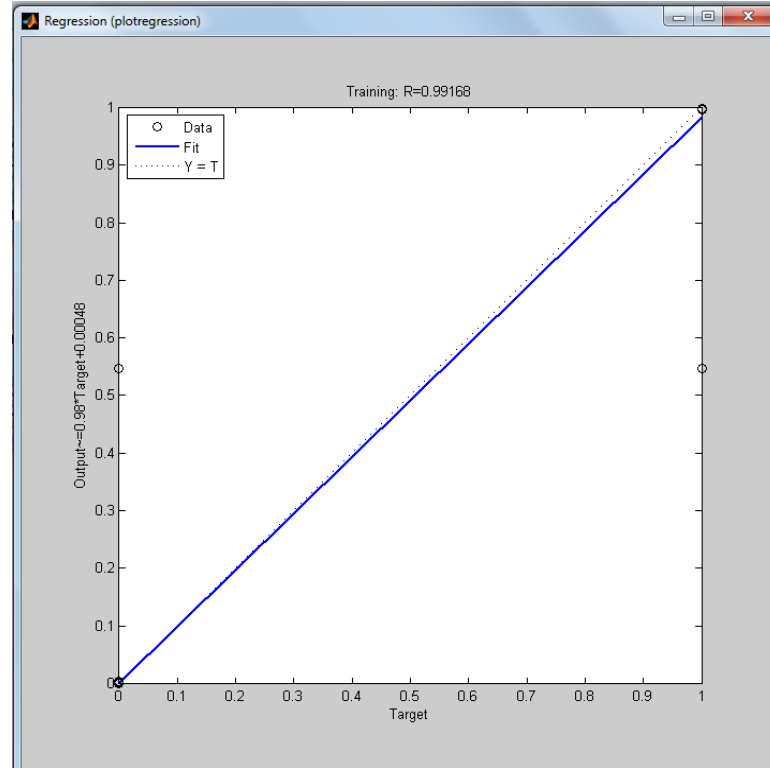 Regression (plotregression)
Training: R=0.99168
Data
Fit
Y = T
1
0.9
0.8
0.7
0.6
0.5
0.4
0.3
0.2
0.1
0
Output~=0.98*Target+0.00048
0 0.1 0.2 0.3 0.4 0.5 0.6 0.7 0.8 0.9 1
Target